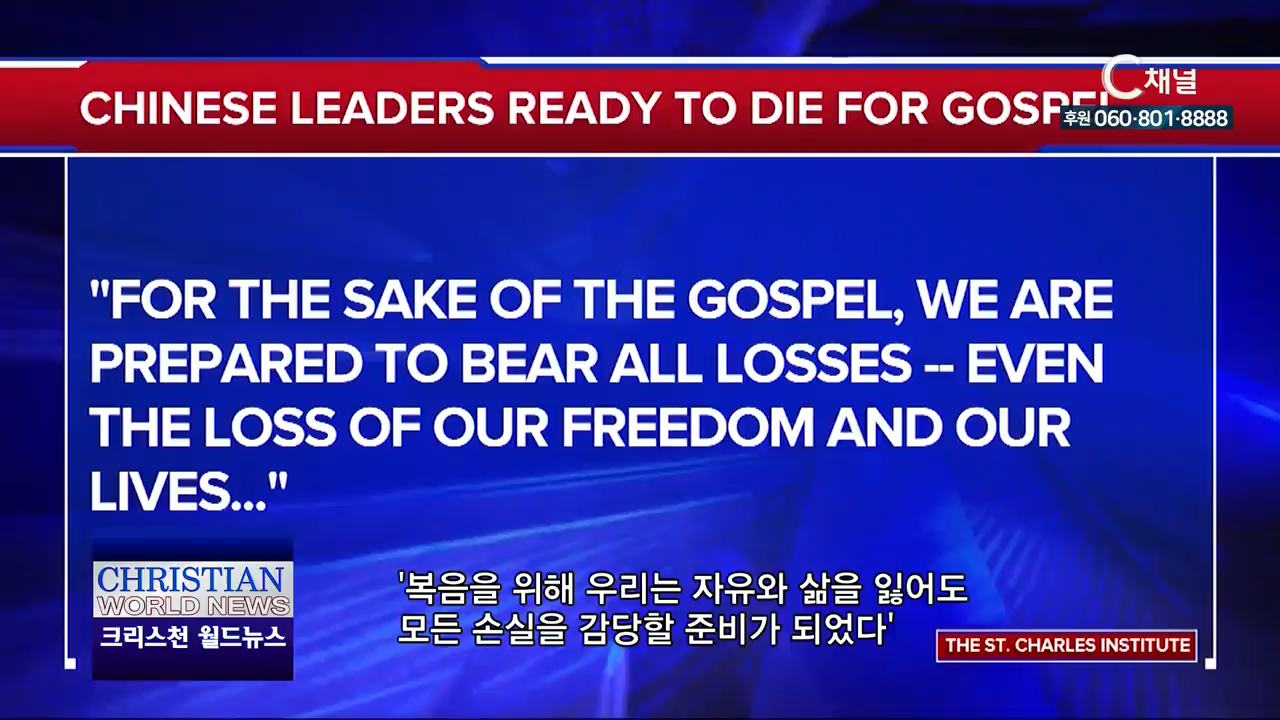 C채널
CHINESE LEADERS READY TO DIE FOR GOSPEL
후원 060·801·8888
"FOR THE SAKE OF THE GOSPEL, WE ARE
PREPARED TO BEAR ALL LOSSES -- EVEN
THE LOSS OF OUR FREEDOM AND OUR
LIVES..."
CHRISTIAN
WORLD NEWS
크리스천 월드뉴스
'복음을 위해 우리는 자유와 삶을 잃어도
모든 손실을 감당할 준비가 되었다'
THE ST. CHARLES INSTITUTE